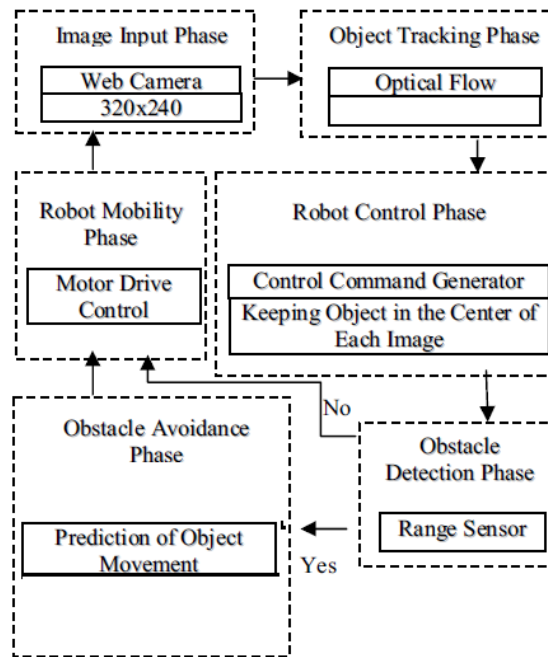 Image Input Phase
Web Camera
320x240
Object Tracking Phase
Optical Flow
Robot Mobility
Phase
Motor Drive
Control
Robot Control Phase
Control Command Generator
Keeping Object in the Center of
Each Image
No
Obstacle Avoidance
Phase
Prediction of Object
Movement
Yes
Obstacle
Detection Phase
Range Sensor